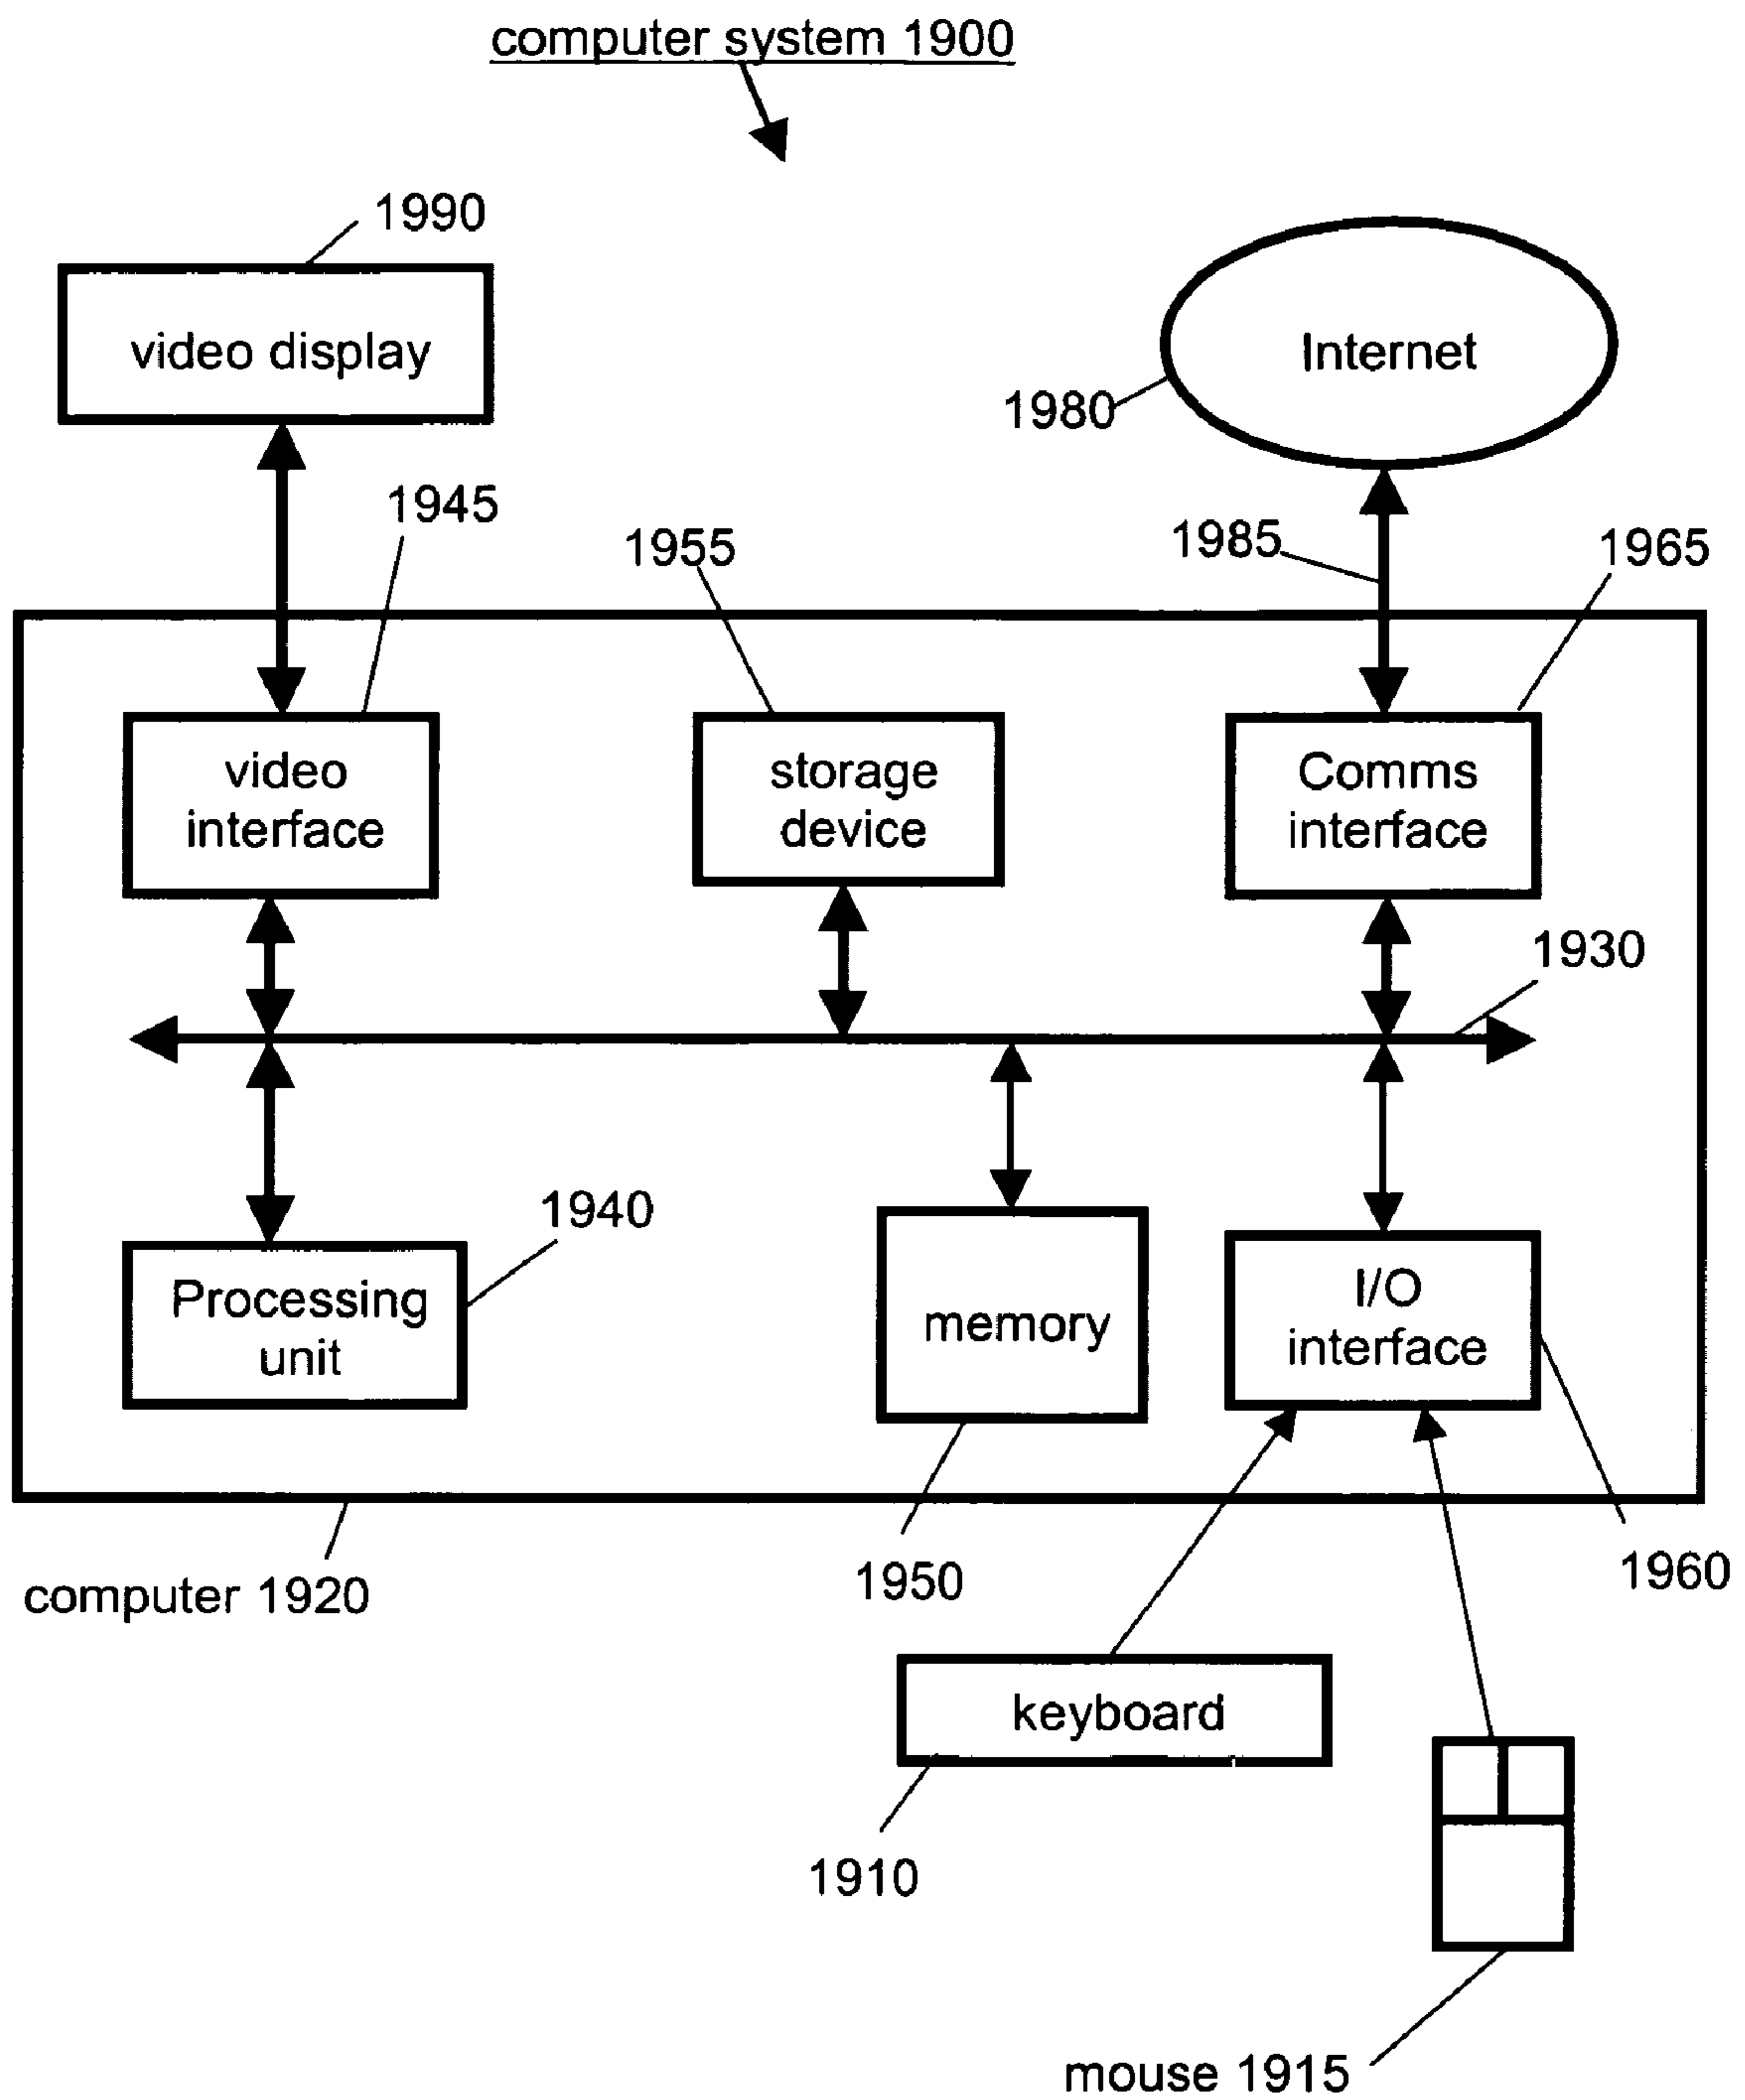 computer system 1900
1990
video display
Internet
1980
1945
1955
1985
1965
video
interface
storage
device
Comms
interface
1930
1940
Processing
unit
memory
I/O
interface
computer 1920
1950
1960
keyboard
1910
mouse 1915